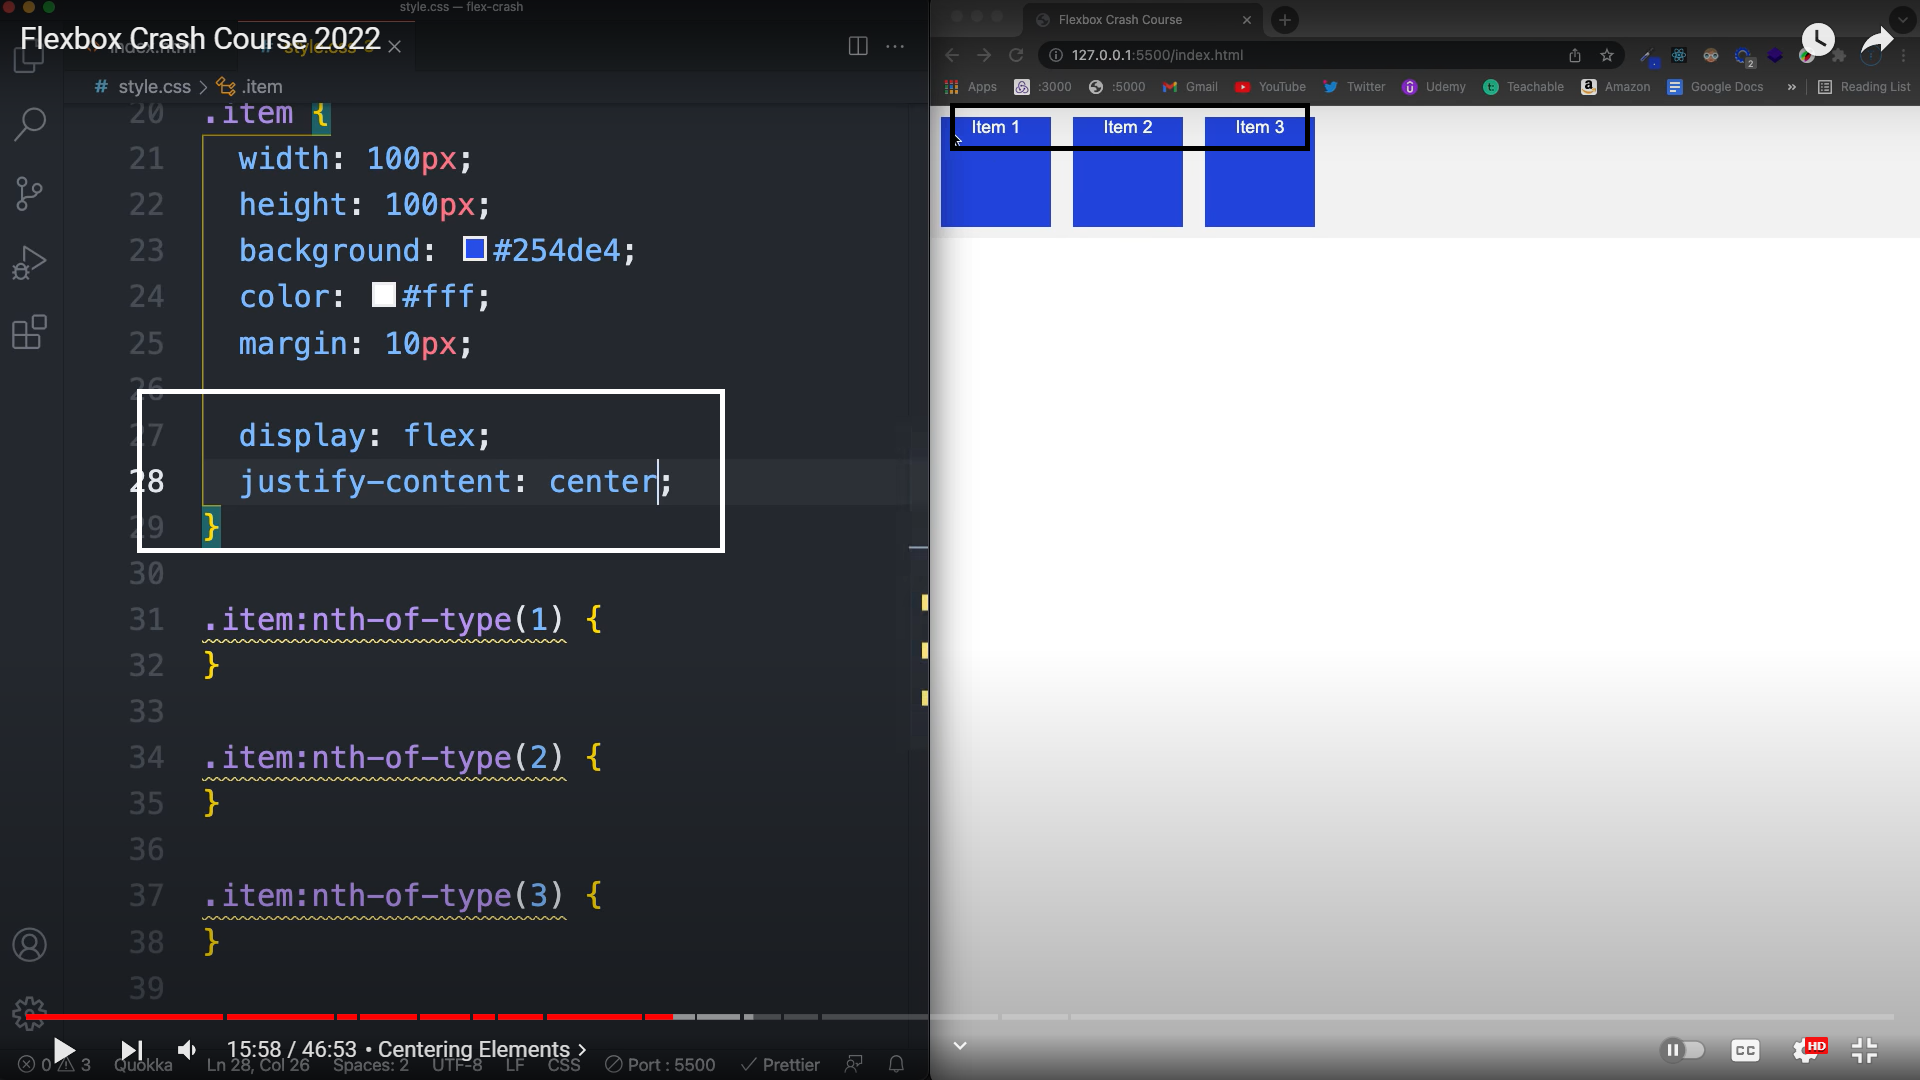 style.css — flex-crash
Flexbox Crash Course 2022
# style.css > .item
20 .item {
21 width: 100px;
22 height: 100px;
23 background: #254de4;
24 color: #fff;
25 margin: 10px;
26
27 display: flex;
28 justify-content: center;
29 }
30
31 .item:nth-of-type(1) {
32 }
33
34 .item:nth-of-type(2) {
35 }
36
37 .item:nth-of-type(3) {
38 }
39
15:58 / 46:53 • Centering Elements >
0 3 Quokka Ln 28, Col 26 Spaces: 2 UTF-8 LF CSS Port : 5500 Prettier
Flexbox Crash Course
127.0.0.1:5500/index.html
2
Apps :3000 :5000 Gmail YouTube Twitter Udemy Teachable Amazon Google Docs » Reading List
Item 1 Item 2 Item 3
CC HD